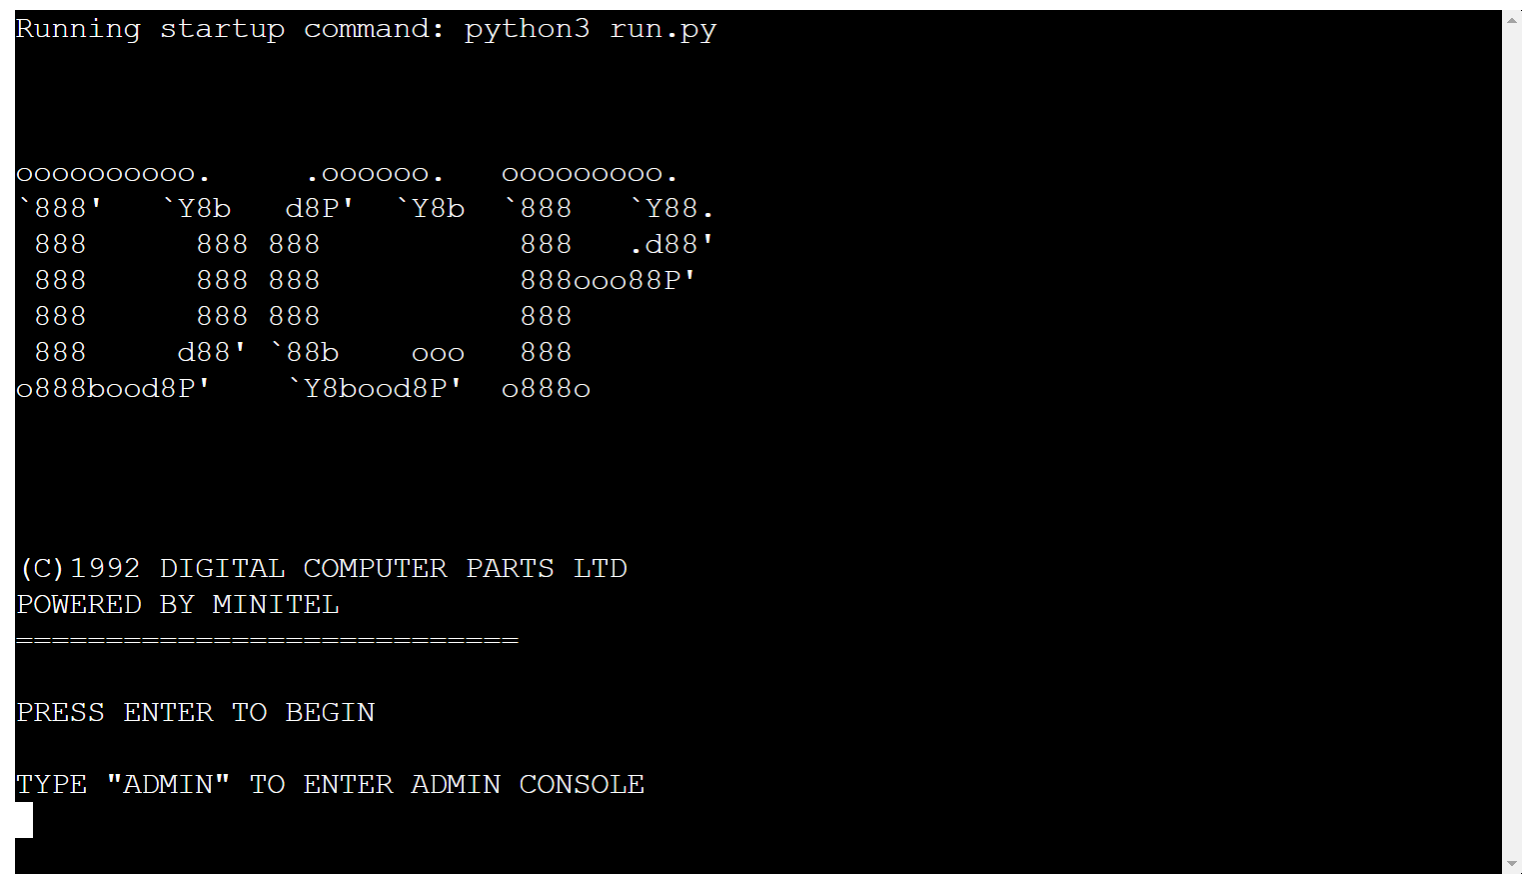 Running startup command: python3 run.py
oooooooooo.     .oooooo.   ooooooooo.
`888'   `Y8b   d8P'  `Y8b  `888   `Y88.
 888      888 888           888   .d88'
 888      888 888           888ooo88P'
 888      888 888           888
 888     d88' `88b    ooo   888
o888bood8P'    `Y8bood8P'  o888o
(C)1992 DIGITAL COMPUTER PARTS LTD
POWERED BY MINITEL
============================
PRESS ENTER TO BEGIN
TYPE "ADMIN" TO ENTER ADMIN CONSOLE